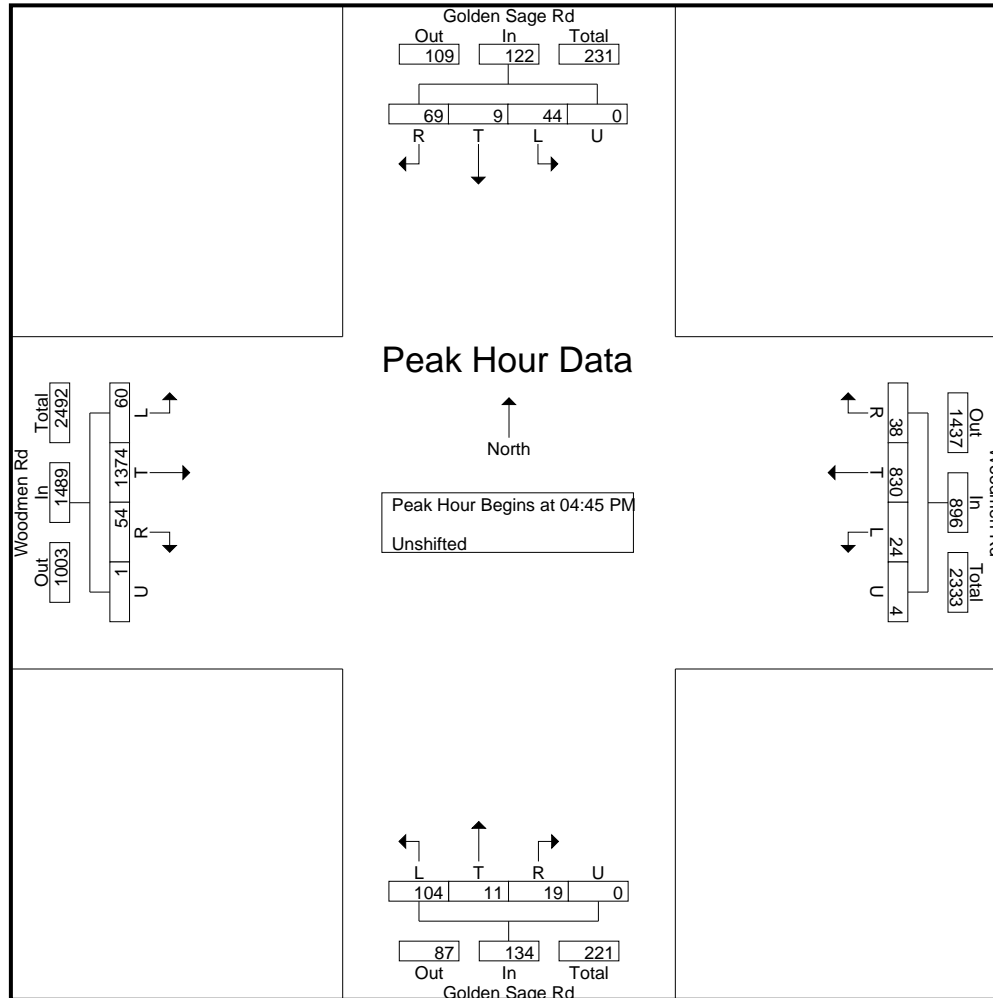 Golden Sage Rd
Out In Total
109 122 231
69 9 44 0
R T L U
Peak Hour Data
North
Peak Hour Begins at 04:45 PM
Unshifted
Woodmen Rd
Total In Out
2492 1489 1003
60 1374 54 1
L T R U
R T L U
38 830 24 4
Out In Total
1437 896 2333
Woodmen Rd
L T R U
104 11 19 0
87 134 221
Out In Total
Golden Sage Rd